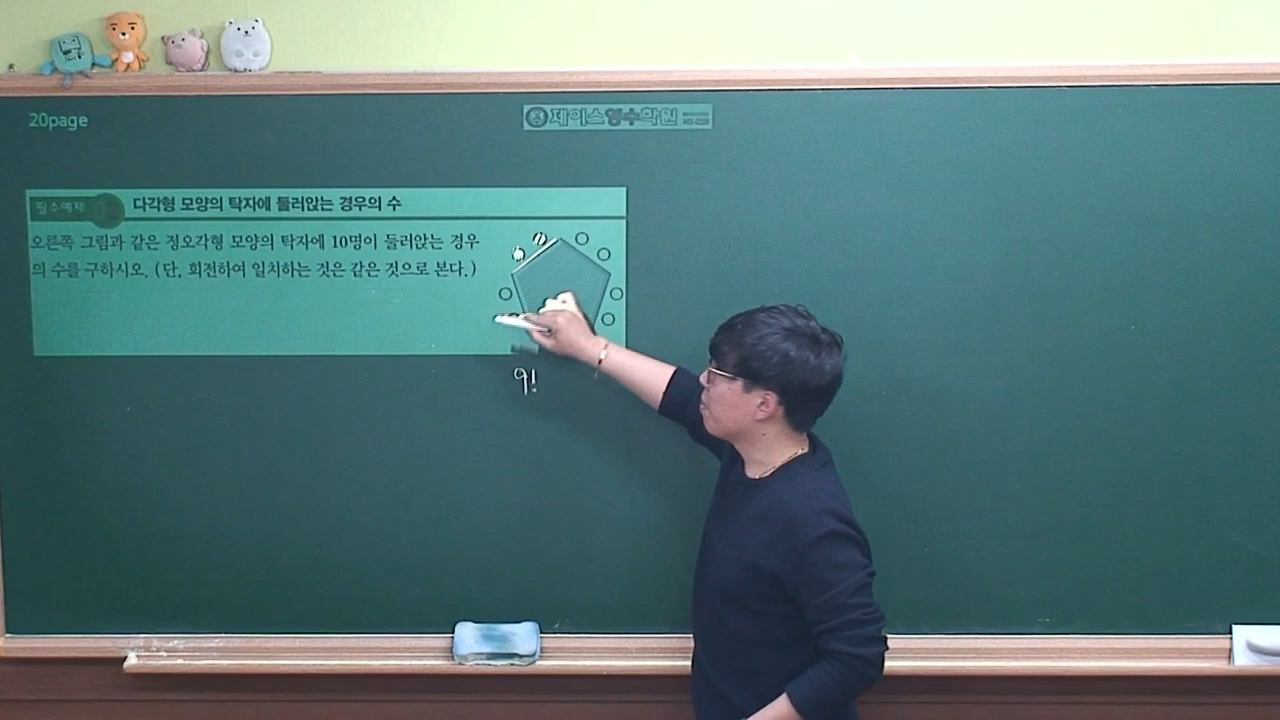 20page
제이스영수학원
필수예제
다각형 모양의 탁자에 둘러앉는 경우의 수
오른쪽 그림과 같은 정오각형 모양의 탁자에 10명이 둘러앉는 경우
의 수를 구하시오. (단, 회전하여 일치하는 것은 같은 것으로 본다.)
9!